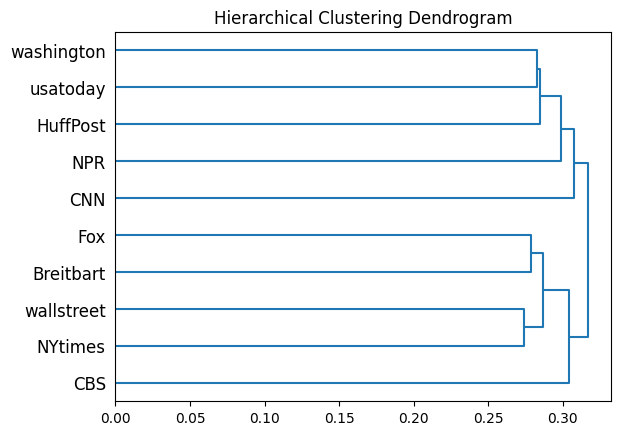 Hierarchical Clustering Dendrogram
washington
usatoday
HuffPost
NPR
CNN
Fox
Breitbart
wallstreet
NYtimes
CBS
0.00 0.05 0.10 0.15 0.20 0.25 0.30